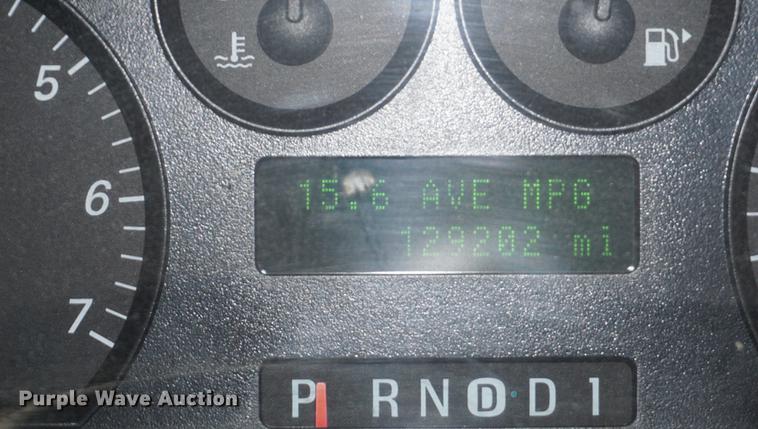 5
6
7
15.6 AVE MPG
129202 mi
P R N D D 1
Purple Wave Auction